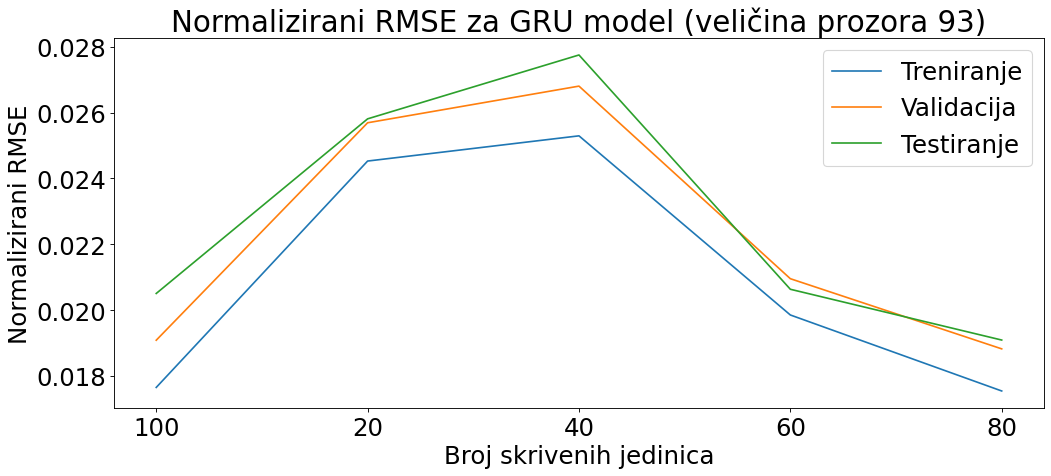 Normalizirani RMSE za GRU model (veličina prozora 93)
Normalizirani RMSE
0.028
0.026
0.024
0.022
0.020
0.018
Treniranje
Validacija
Testiranje
100 20 40 60 80
Broj skrivenih jedinica